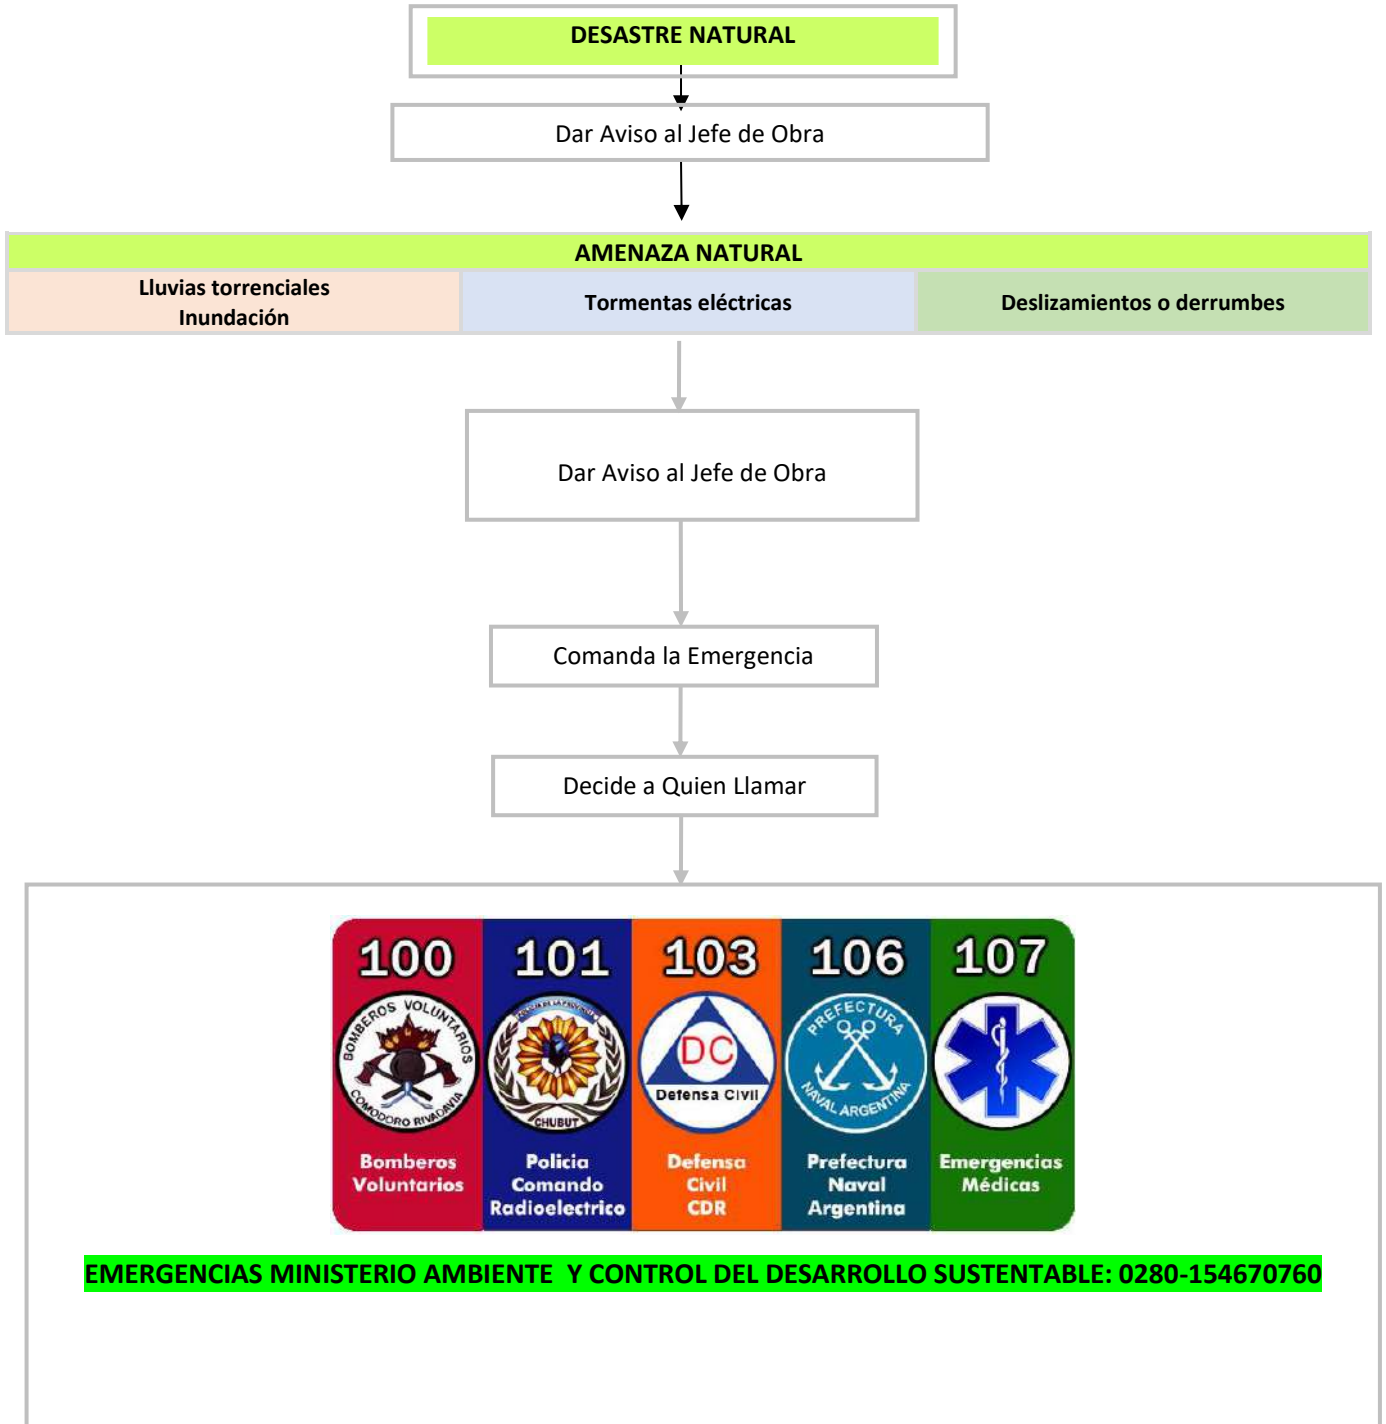 DESASTRE NATURAL
Dar Aviso al Jefe de Obra
AMENAZA NATURAL
Lluvias torrenciales
Inundación
Tormentas eléctricas
Deslizamientos o derrumbes
Dar Aviso al Jefe de Obra
Comanda la Emergencia
Decide a Quien Llamar
100
101
103
106
107
BOMBEROS VOLUNTARIOS
COMODORO RIVADAVIA
CHUBUT
DC
Defensa Civil
PREFECTURA
NAVAL ARGENTINA
Bomberos
Voluntarios
Policia
Comando
Radioelectrico
Defensa
Civil
CDR
Prefectura
Naval
Argentina
Emergencias
Médicas
EMERGENCIAS MINISTERIO AMBIENTE  Y CONTROL DEL DESARROLLO SUSTENTABLE: 0280-154670760